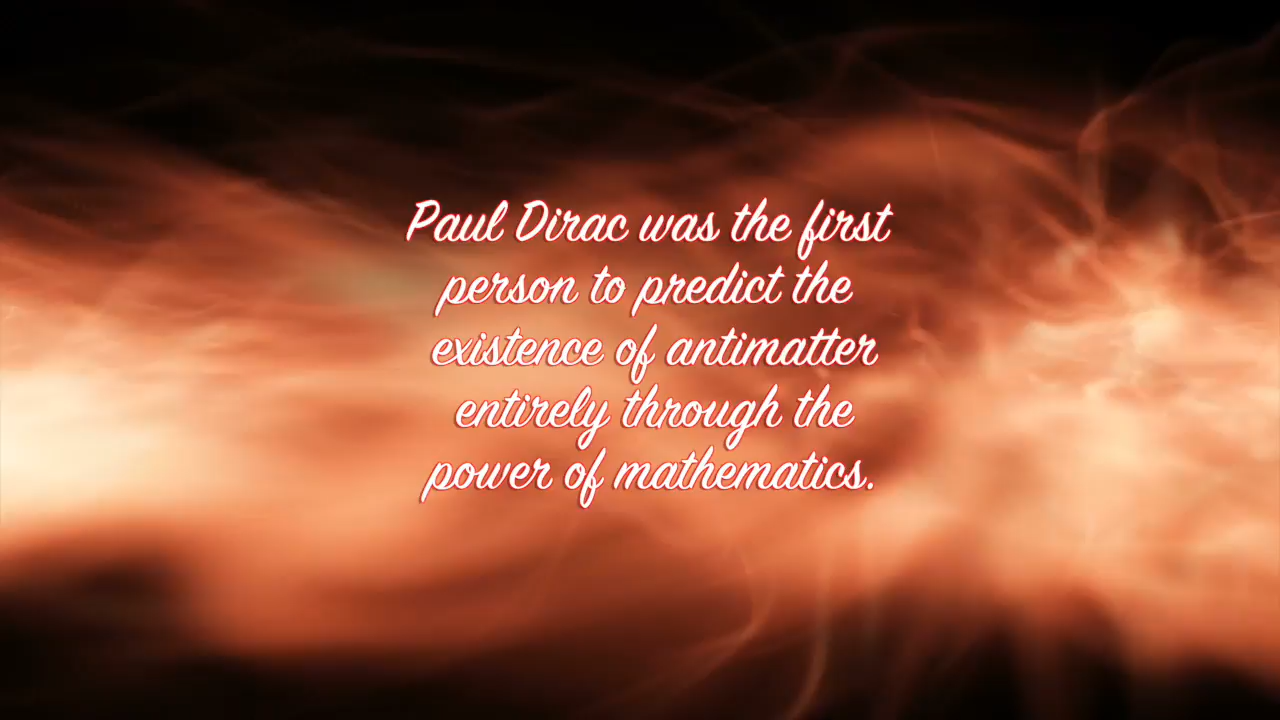 Paul Dirac was the first
person to predict the
existence of antimatter
entirely through the
power of mathematics.